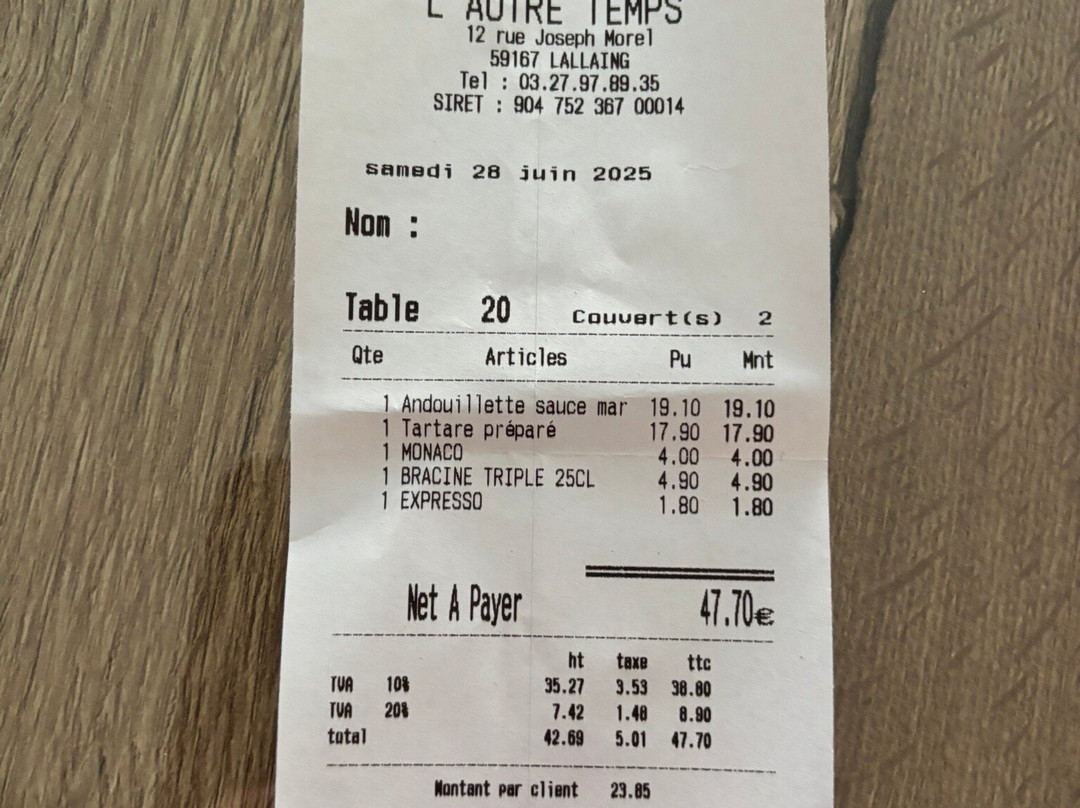 L'AUTRE TEMPS
12 rue Joseph Morel
59167 LALLAING
Tel : 03.27.97.89.35
SIRET : 904 752 367 00014
samedi 28 juin 2025
Nom :
Table 20 Couvert(s) 2
Qte Articles Pu Mnt
1 Andouillette sauce mar 19.10 19.10
1 Tartare préparé 17.90 17.90
1 MONACO 4.00 4.00
1 BRACINE TRIPLE 25CL 4.90 4.90
1 EXPRESSO 1.80 1.80
Net A Payer 47.70€
ht taxe ttc
TVA 10% 35.27 3.53 38.80
TVA 20% 7.42 1.48 8.90
total 42.69 5.01 47.70
Montant par client 23.85